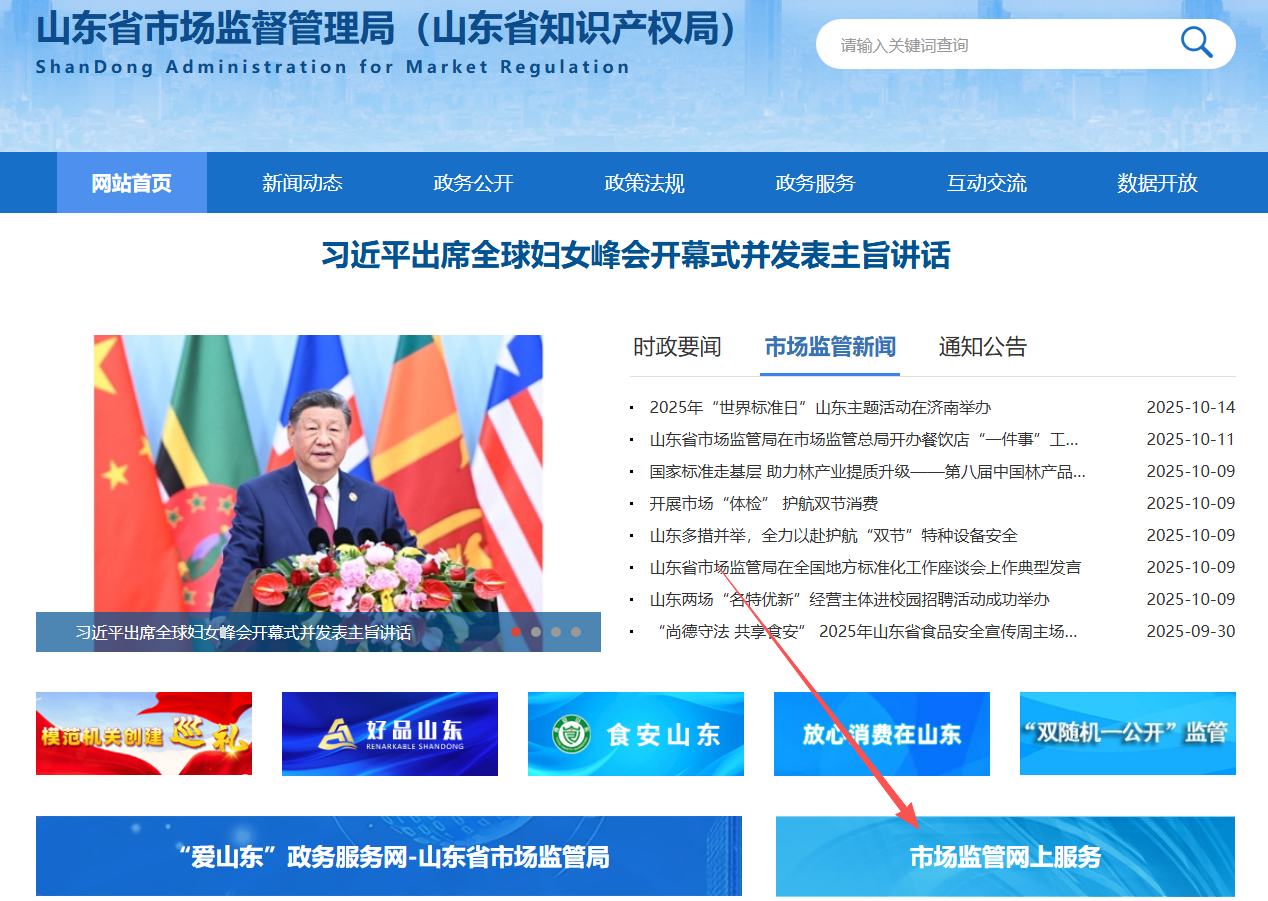 山东省市场监督管理局（山东省知识产权局）
ShanDong Administration for Market Regulation
请输入关键词查询
网站首页 新闻动态 政务公开 政策法规 政务服务 互动交流 数据开放
习近平出席全球妇女峰会开幕式并发表主旨讲话
时政要闻 市场监管新闻 通知公告
2025年“世界标准日”山东主题活动在济南举办 2025-10-14
山东省市场监管局在市场监管总局开办餐饮店“一件事”工... 2025-10-11
国家标准走基层 助力林产业提质升级——第八届中国林产品... 2025-10-09
开展市场“体检” 护航双节消费 2025-10-09
山东多措并举，全力以赴护航“双节”特种设备安全 2025-10-09
山东省市场监管局在全国地方标准化工作座谈会上作典型发言 2025-10-09
山东两场“名特优新”经营主体进校园招聘活动成功举办 2025-10-09
“尚德守法 共享食安” 2025年山东省食品安全宣传周主场... 2025-09-30
习近平出席全球妇女峰会开幕式并发表主旨讲话
模范机关创建巡礼
好品山东
RENARKABLE SHANDONG
食安山东
放心消费在山东
“双随机一公开”监管
“爱山东”政务服务网-山东省市场监管局
市场监管网上服务